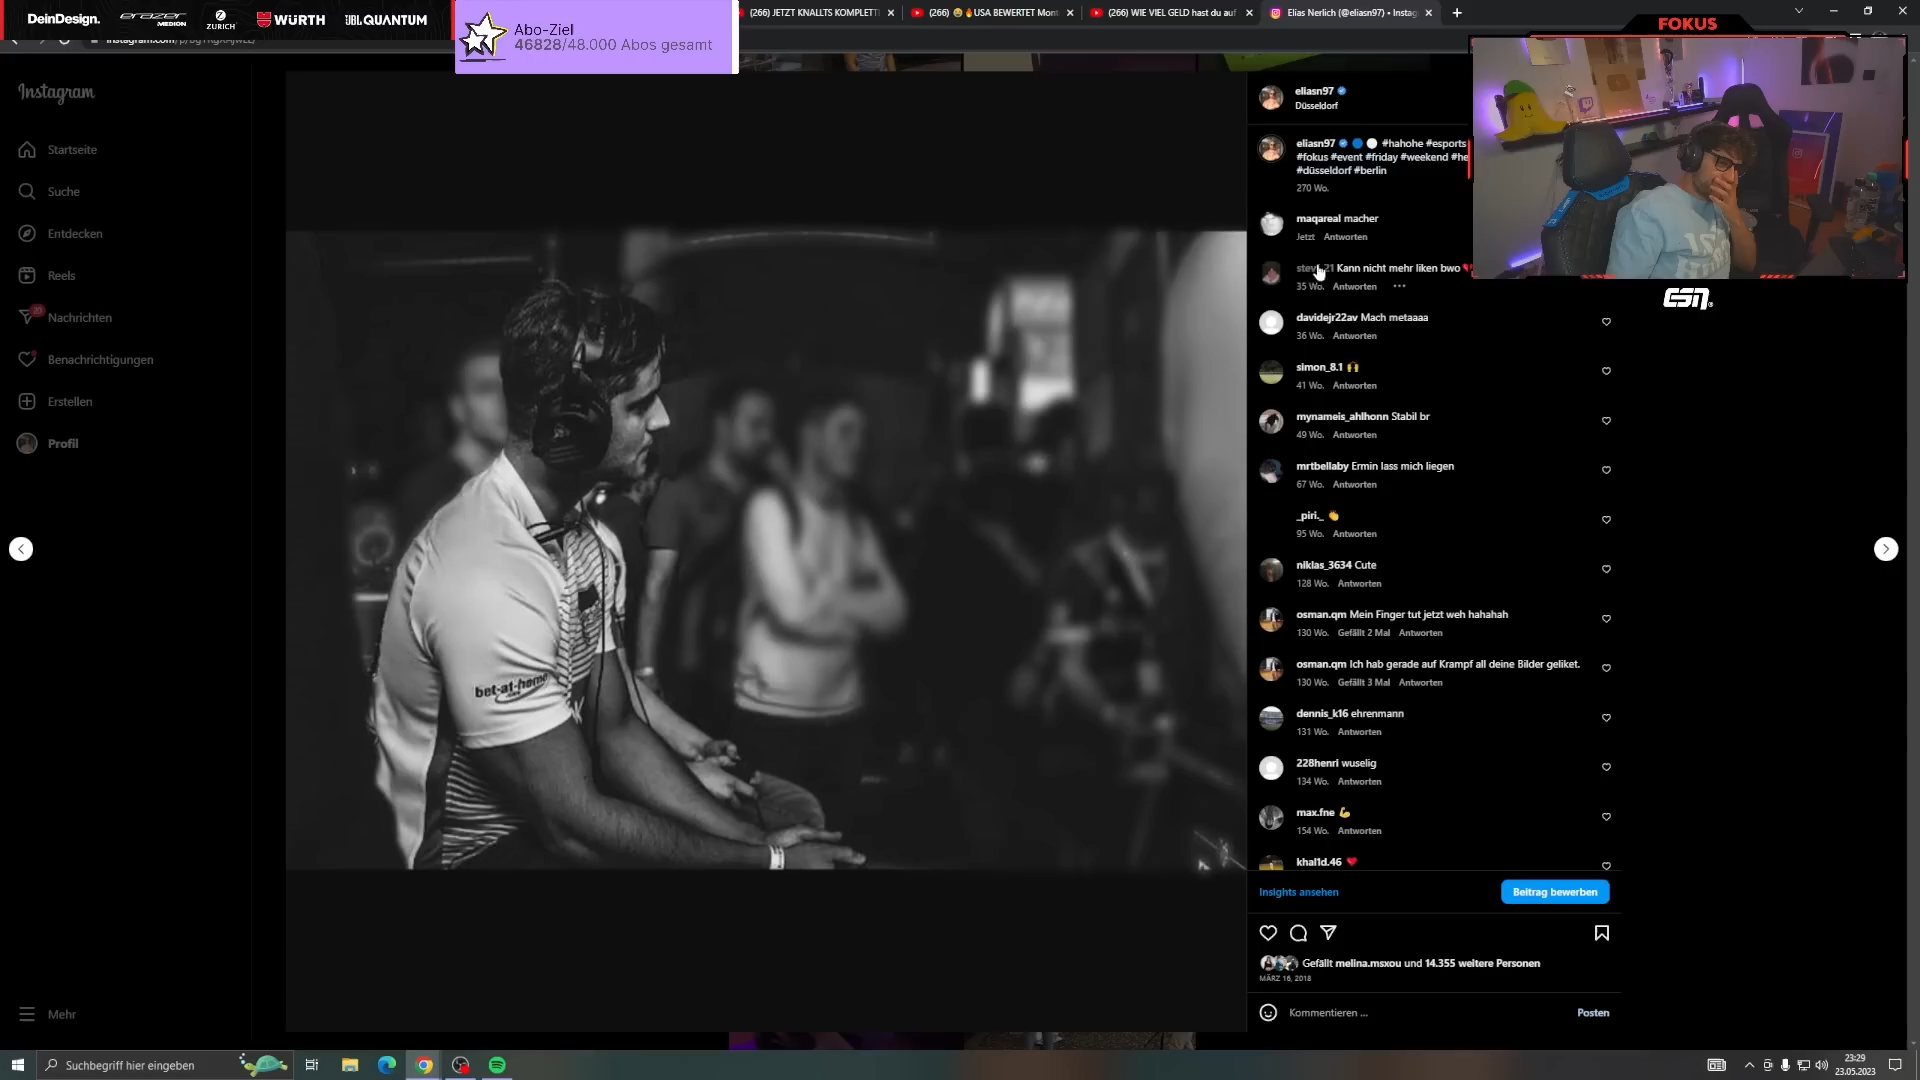 DeinDesign.
erazer
MEDION
ZURICH
WÜRTH
JBL QUANTUM
Abo-Ziel
46828/48.000 Abos gesamt
(266) JETZT KNALLTS KOMPLETT
(266) 😂🔥USA BEWERTET Mon
(266) WIE VIEL GELD hast du auf
Elias Nerlich (@eliasn97) • Instag
FOKUS
Instagram
Startseite
Suche
Entdecken
Reels
20
Nachrichten
Benachrichtigungen
Erstellen
Profil
Mehr
bet-at-home
.com
eliasn97
Düsseldorf
eliasn97 🔵 ⚪ #hahohe #esports
#fokus #event #friday #weekend #he
#düsseldorf #berlin
270 Wo.
maqareal macher
Jetzt Antworten
Kann nicht mehr liken bwo
35 Wo. Antworten
davidejr22av Mach metaaaa
36 Wo. Antworten
simon_8.1 🙌
41 Wo. Antworten
mynameis_ahlhonn Stabil br
49 Wo. Antworten
mrtbellaby Ermin lass mich liegen
67 Wo. Antworten
_piri._ 👏
95 Wo. Antworten
niklas_3634 Cute
128 Wo. Antworten
osman.qm Mein Finger tut jetzt weh hahahah
130 Wo. Gefällt 2 Mal Antworten
osman.qm Ich hab gerade auf Krampf all deine Bilder geliket.
130 Wo. Gefällt 3 Mal Antworten
dennis_k16 ehrenmann
131 Wo. Antworten
228henri wuselig
134 Wo. Antworten
max.fne 💪
154 Wo. Antworten
khal1d.46 ❤️
Insights ansehen
Beitrag bewerben
Gefällt melina.msxou und 14.355 weitere Personen
MÄRZ 16, 2018
Kommentieren ...
Posten
ESN
Suchbegriff hier eingeben
23:29
23.05.2023